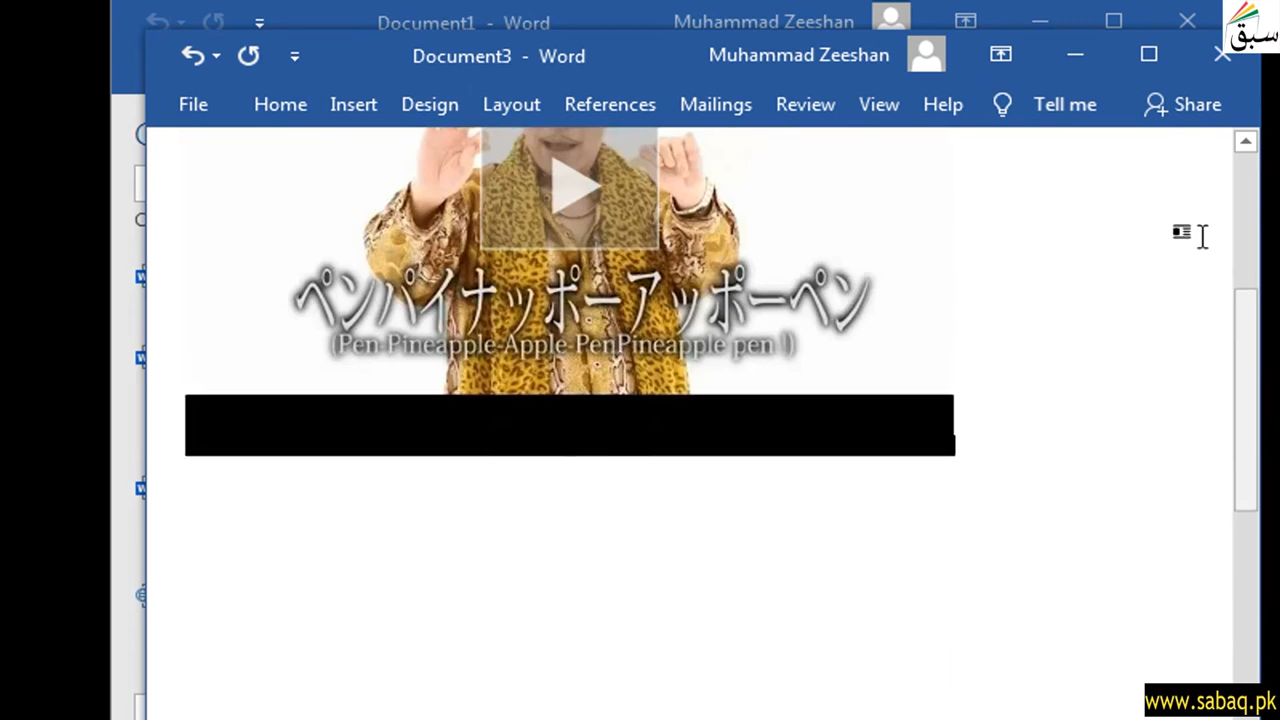 Document1 - Word Muhammad Zeeshan
سبق
Document3 - Word Muhammad Zeeshan
File Home Insert Design Layout References Mailings Review View Help Tell me Share
ペンパイナッポーアッポーペン
(Pen-Pineapple-Apple-PenPineapple pen !)
www.sabaq.pk